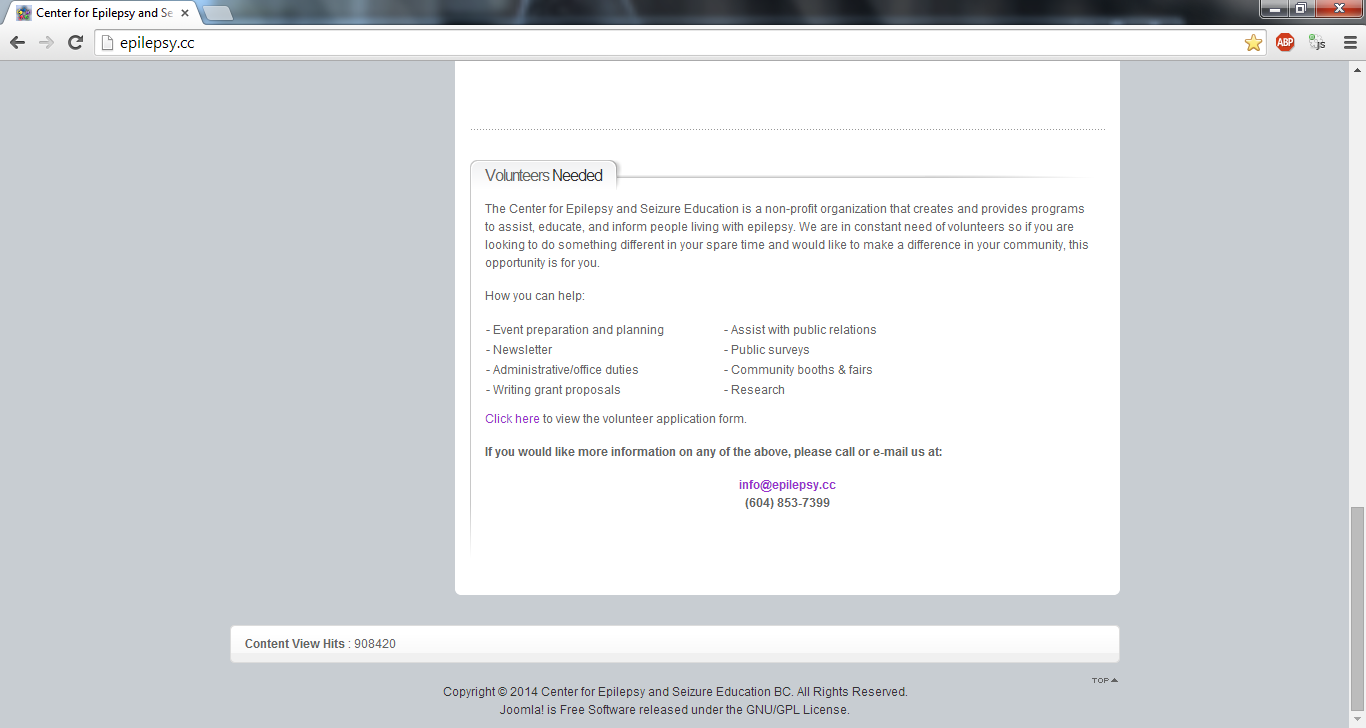 Center for Epilepsy and Se
epilepsy.cc
ABP
js
Volunteers Needed
The Center for Epilepsy and Seizure Education is a non-profit organization that creates and provides programs
to assist, educate, and inform people living with epilepsy. We are in constant need of volunteers so if you are
looking to do something different in your spare time and would like to make a difference in your community, this
opportunity is for you.
How you can help:
- Event preparation and planning - Assist with public relations
- Newsletter - Public surveys
- Administrative/office duties - Community booths & fairs
- Writing grant proposals - Research
Click here to view the volunteer application form.
If you would like more information on any of the above, please call or e-mail us at:
info@epilepsy.cc
(604) 853-7399
Content View Hits : 908420
TOP
Copyright © 2014 Center for Epilepsy and Seizure Education BC. All Rights Reserved.
Joomla! is Free Software released under the GNU/GPL License.